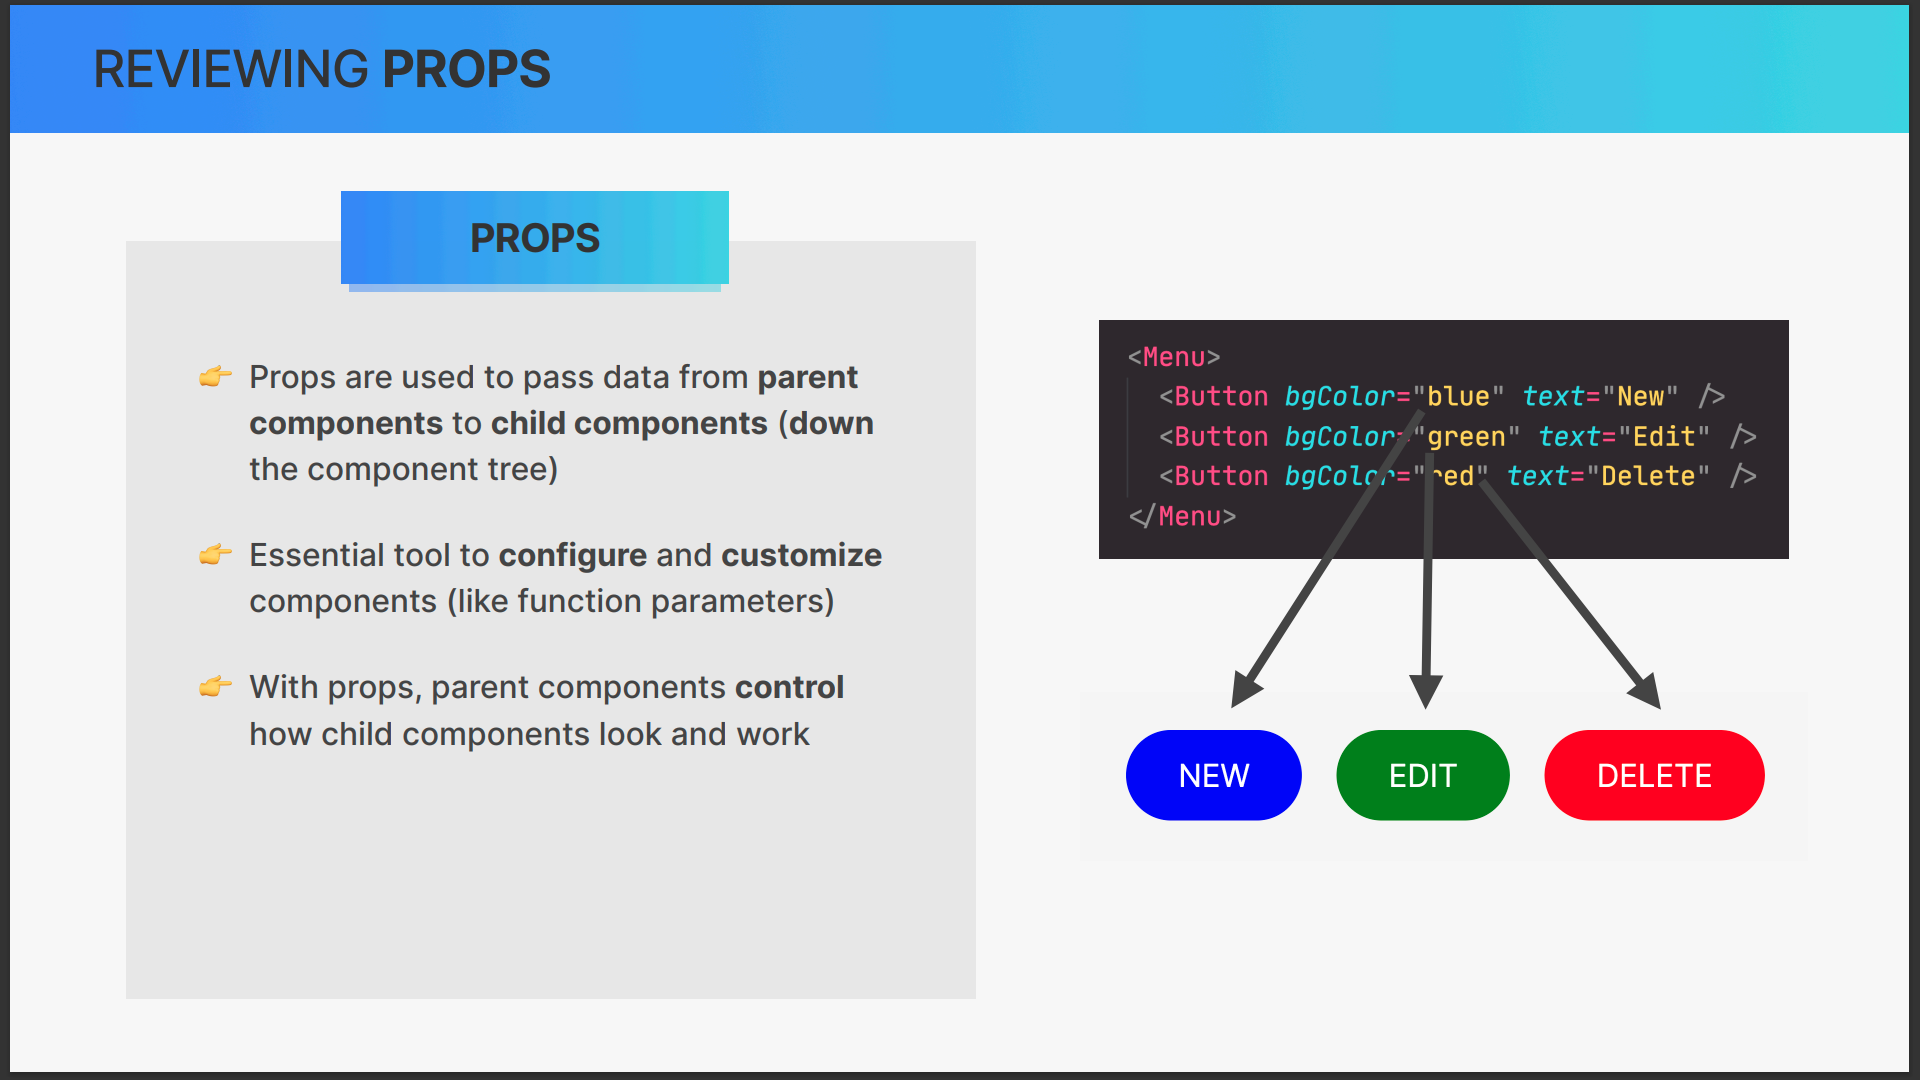 REVIEWING PROPS
PROPS
👉 Props are used to pass data from parent
components to child components (down
the component tree)
👉 Essential tool to configure and customize
components (like function parameters)
👉 With props, parent components control
how child components look and work
<Menu>
  <Button bgColor="blue" text="New" />
  <Button bgColor="green" text="Edit" />
  <Button bgColor="red" text="Delete" />
</Menu>
NEW
EDIT
DELETE